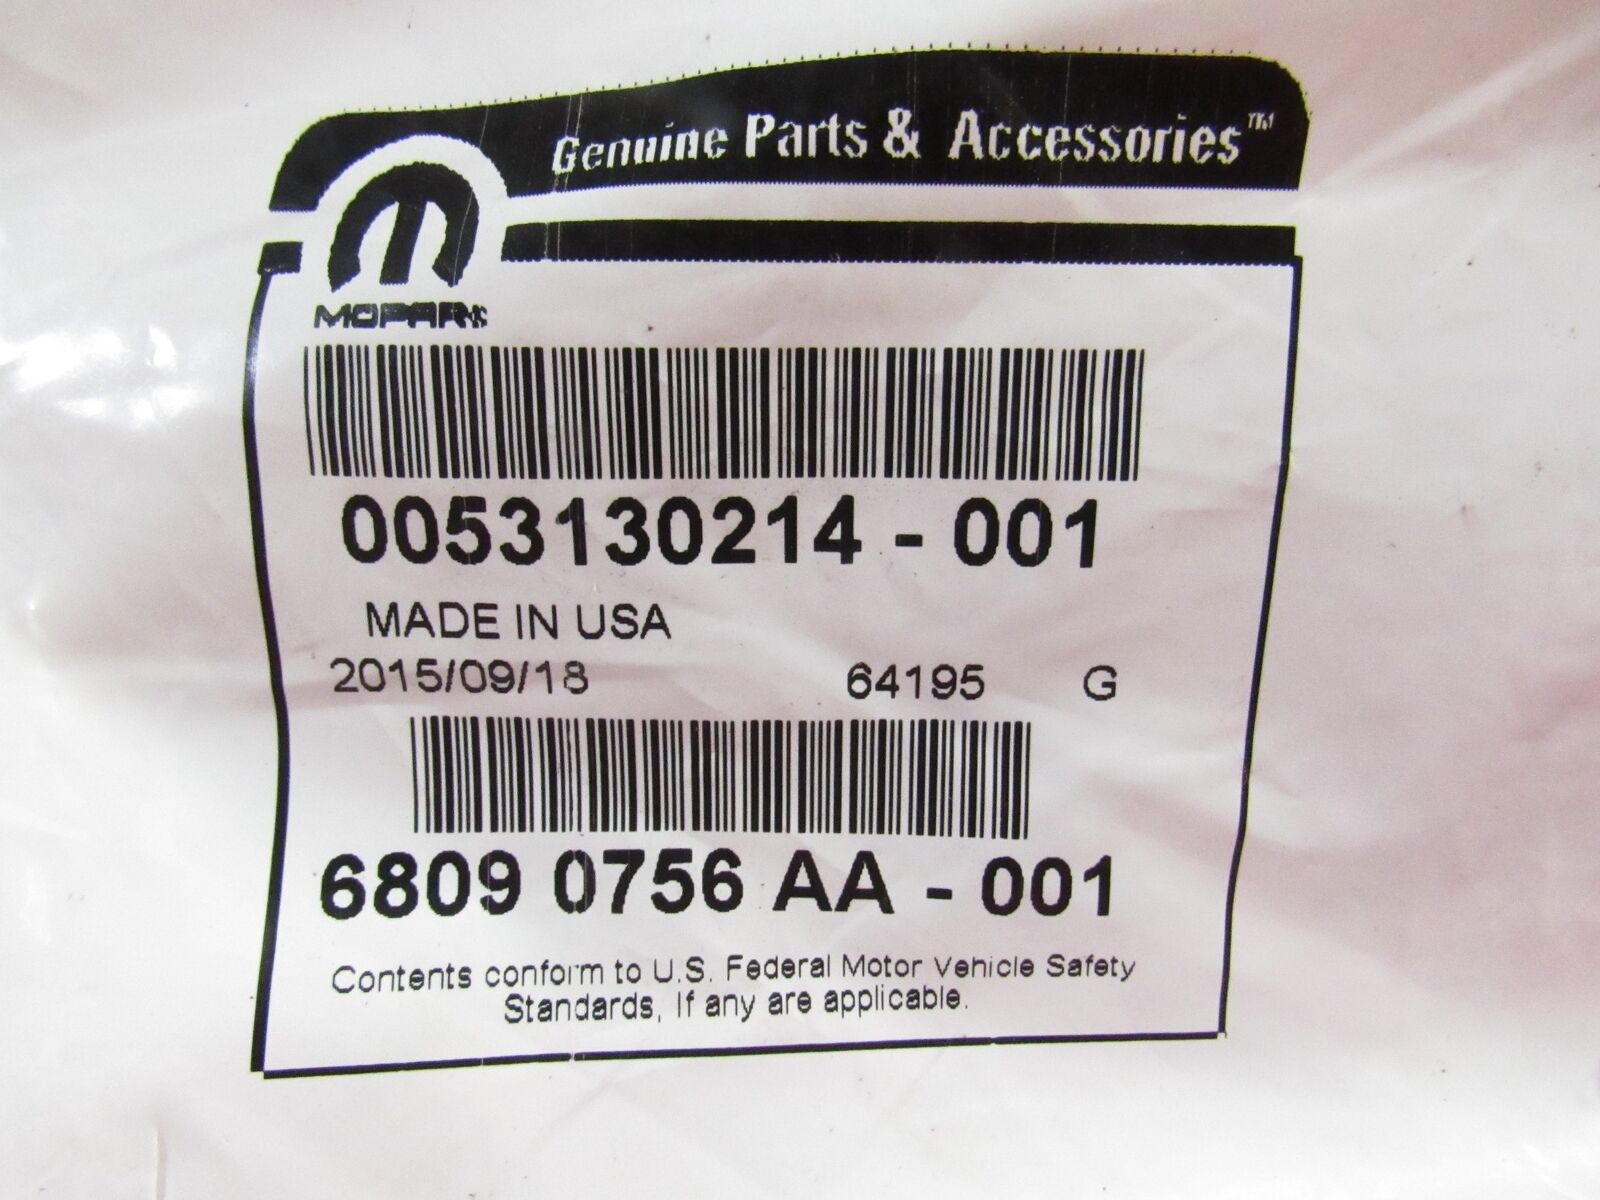 Genuine Parts & Accessories™
MOPAR
0053130214 - 001
MADE IN USA
2015/09/18 64195 G
6809 0756 AA - 001
Contents conform to U.S. Federal Motor Vehicle Safety
Standards, If any are applicable.